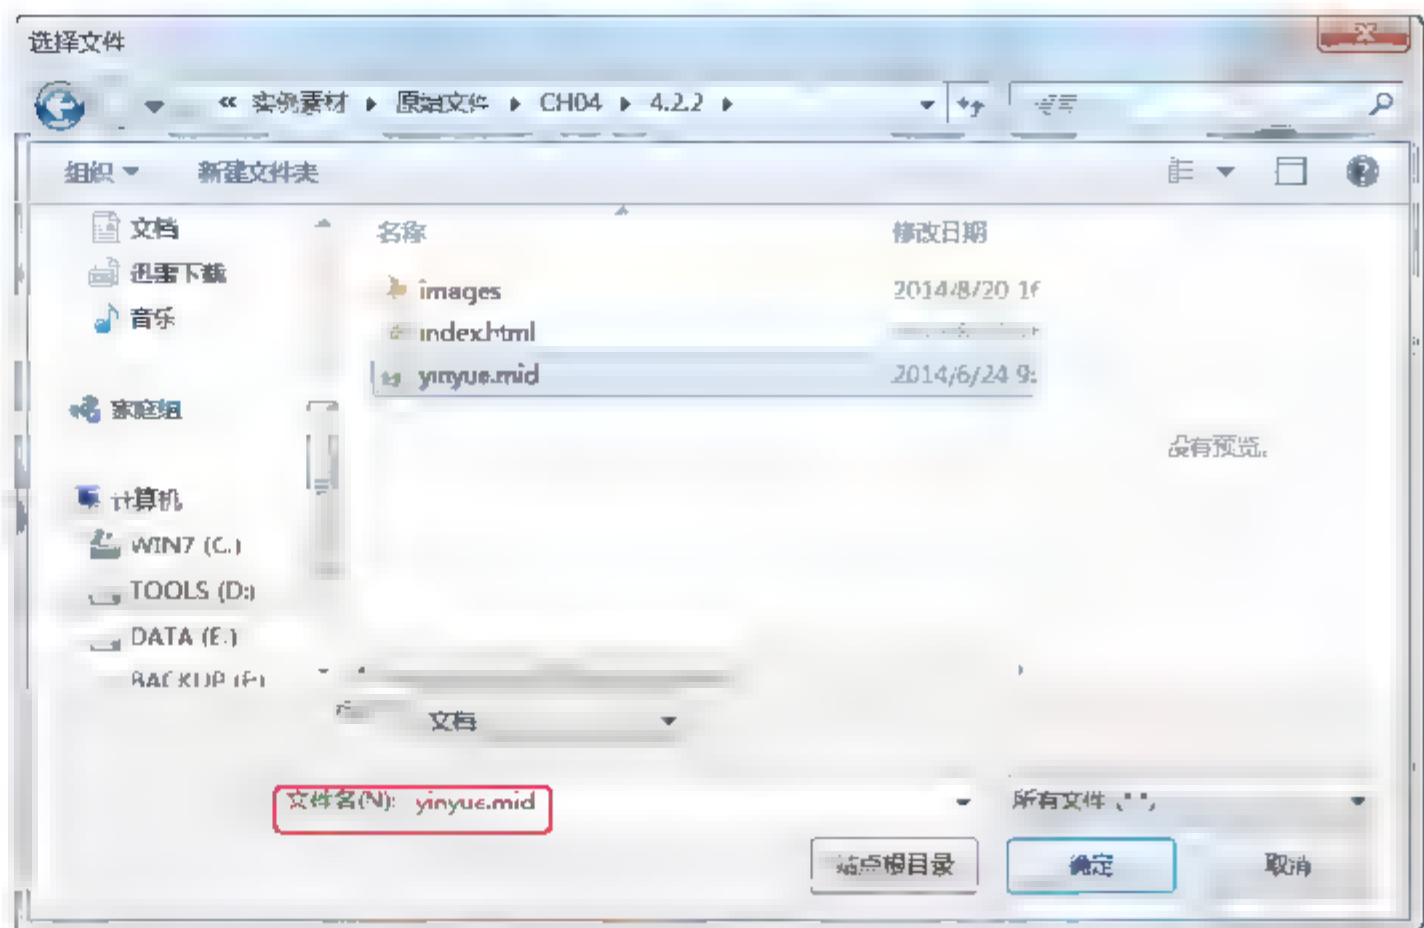 选择文件
« 实例素材 ▸ 原始文件 ▸ CH04 ▸ 4.2.2 ▸
组织 新建文件夹
文档
迅雷下载
音乐
家庭组
计算机
WIN7 (C:)
TOOLS (D:)
DATA (E:)
BACKUP (F:)
名称 修改日期
images 2014/8/20 16
index.html
yinyue.mid 2014/6/24 9:
没有预览。
文档
文件名(N): yinyue.mid 所有文件 (*.*)
站点根目录 确定 取消